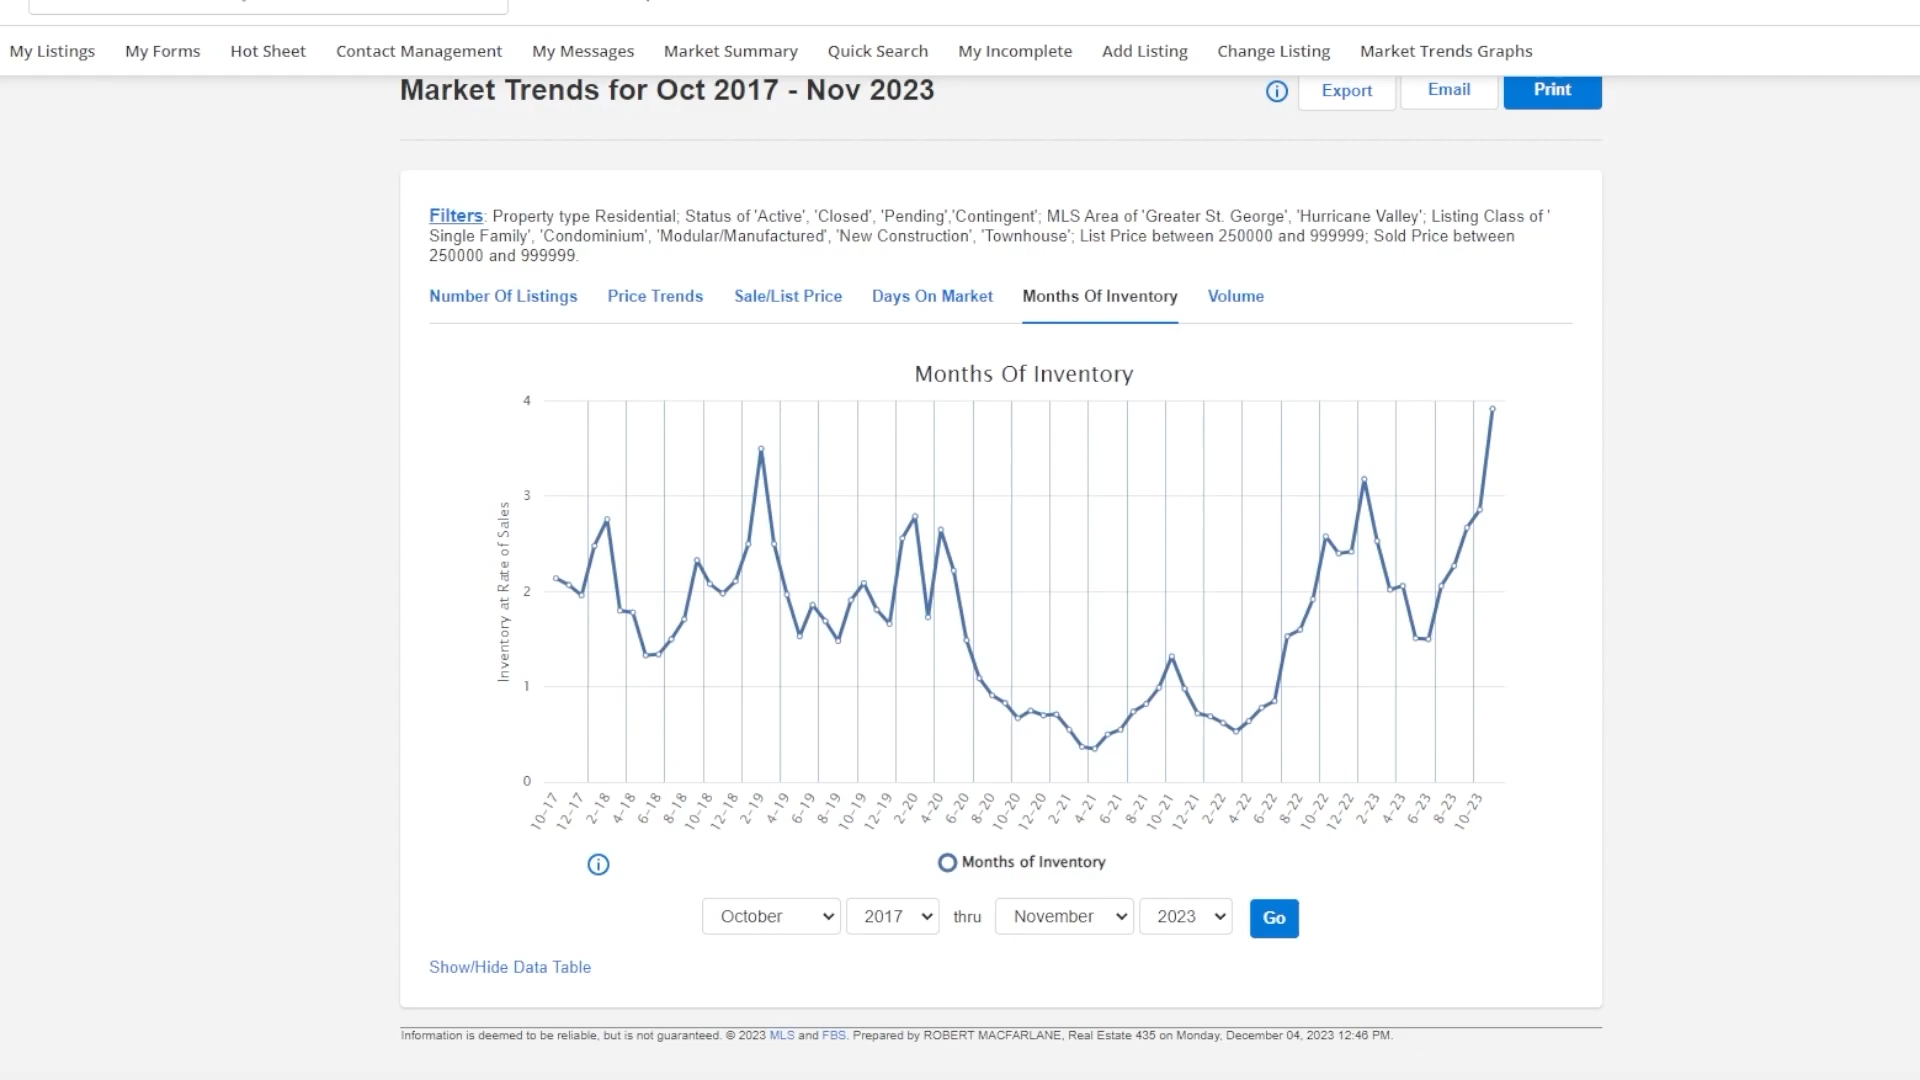 My Listings My Forms Hot Sheet Contact Management My Messages Market Summary Quick Search My Incomplete Add Listing Change Listing Market Trends Graphs
Market Trends for Oct 2017 - Nov 2023
Export Email Print
Filters: Property type Residential; Status of 'Active', 'Closed', 'Pending','Contingent'; MLS Area of 'Greater St. George', 'Hurricane Valley'; Listing Class of '
Single Family', 'Condominium', 'Modular/Manufactured', 'New Construction', 'Townhouse'; List Price between 250000 and 999999; Sold Price between
250000 and 999999.
Number Of Listings Price Trends Sale/List Price Days On Market Months Of Inventory Volume
Months Of Inventory
4
3
2
1
0
Inventory at Rate of Sales
10-17 12-17 2-18 4-18 6-18 8-18 10-18 12-18 2-19 4-19 6-19 8-19 10-19 12-19 2-20 4-20 6-20 8-20 10-20 12-20 2-21 4-21 6-21 8-21 10-21 12-21 2-22 4-22 6-22 8-22 10-22 12-22 2-23 4-23 6-23 8-23 10-23
Months of Inventory
October 2017 thru November 2023 Go
Show/Hide Data Table
Information is deemed to be reliable, but is not guaranteed. © 2023 MLS and FBS. Prepared by ROBERT MACFARLANE, Real Estate 435 on Monday, December 04, 2023 12:46 PM.